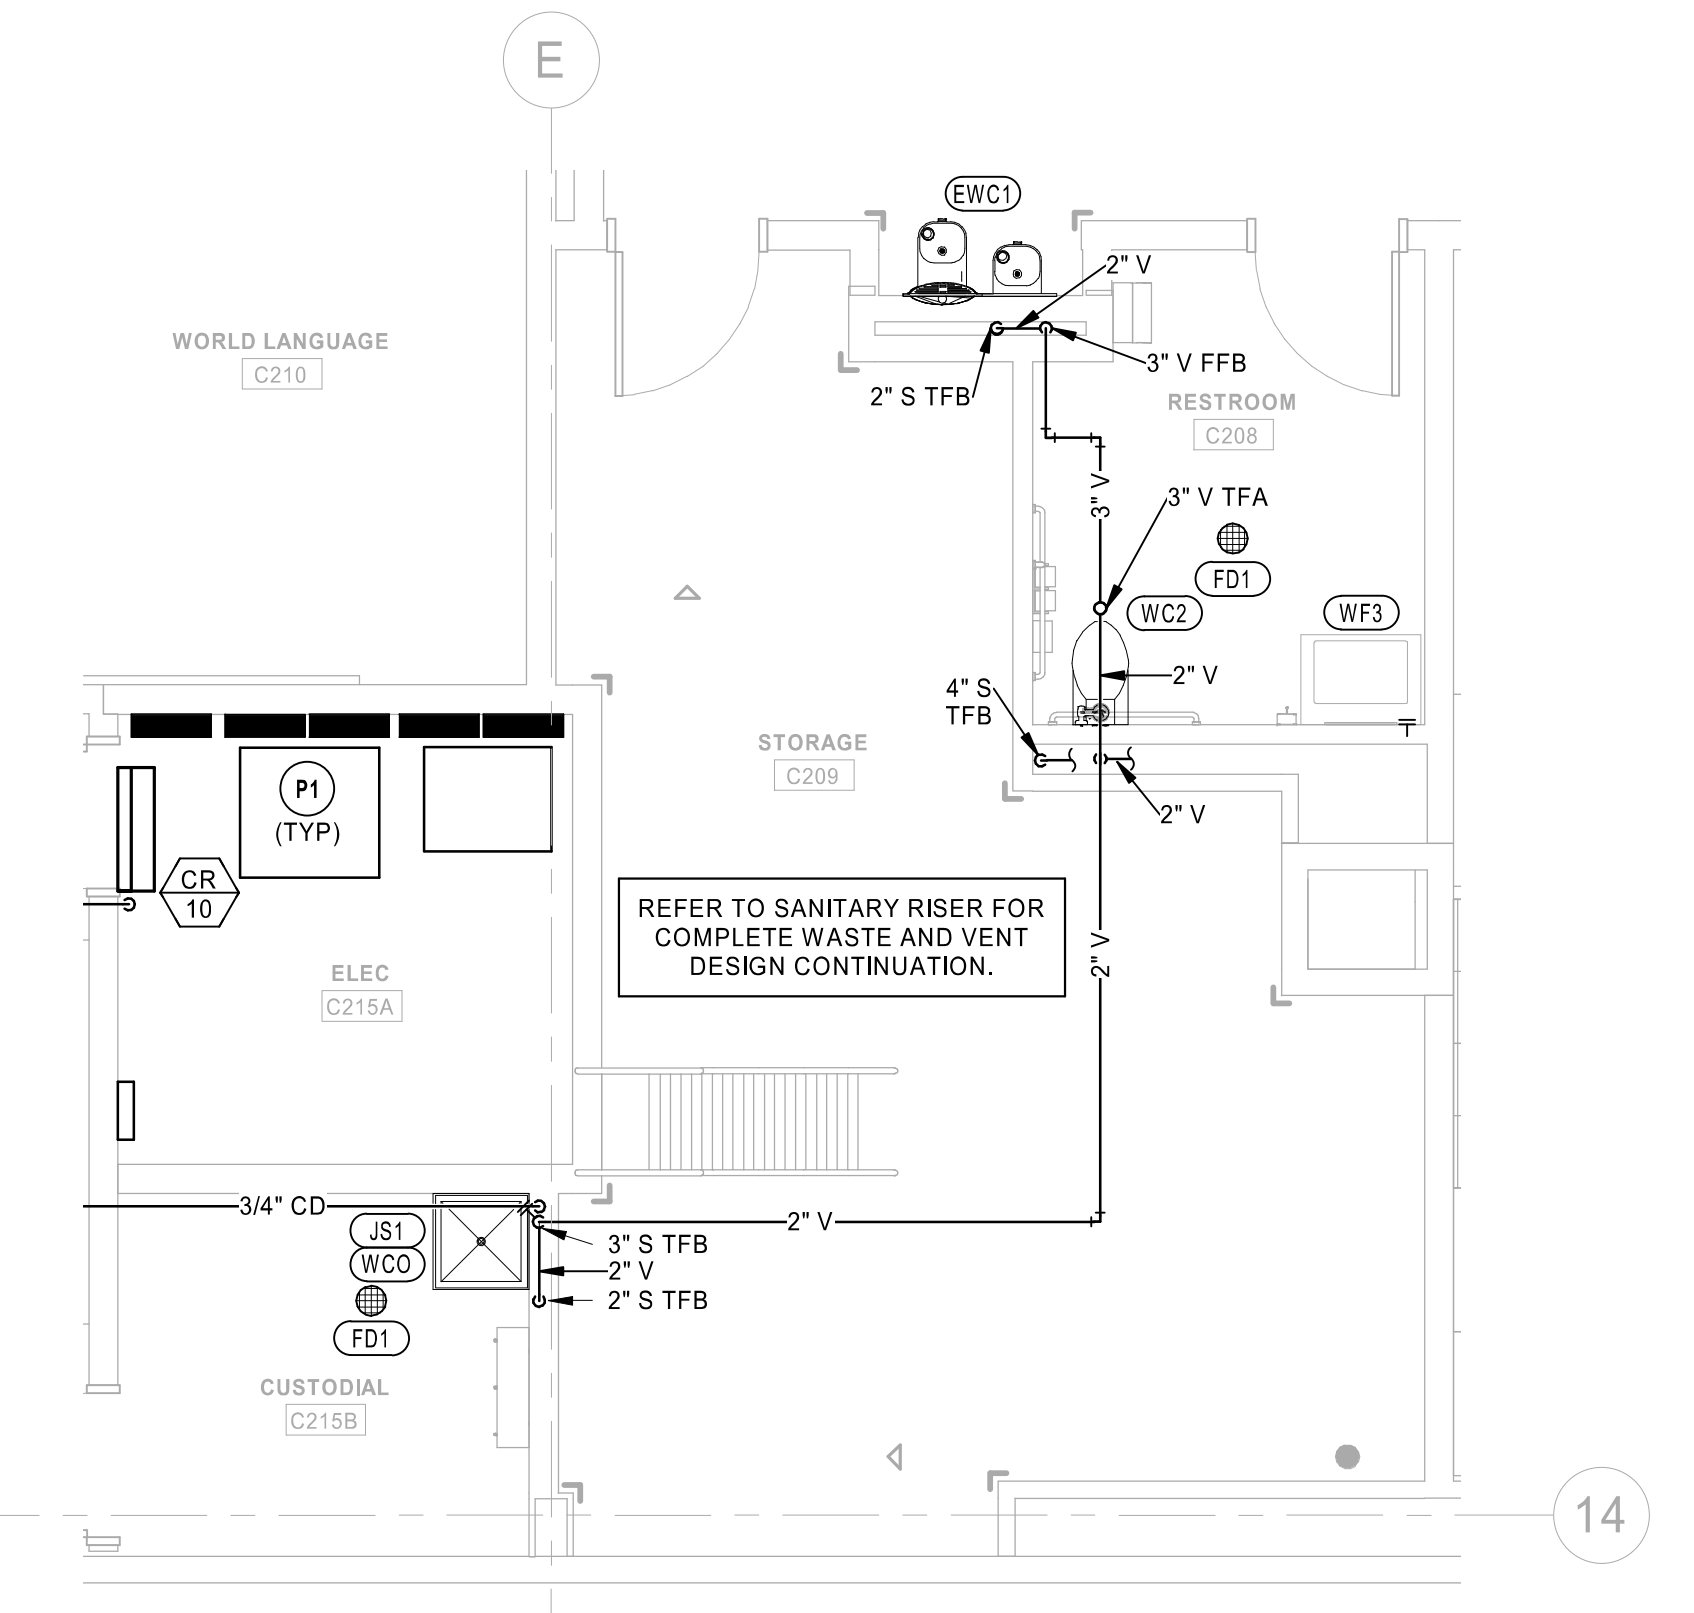 E
EWC1
2" V
WORLD LANGUAGE
C210
3" V FFB
2" S TFB
RESTROOM
C208
3" V
3" V TFA
FD1
WC2
WF3
2" V
4" S
TFB
STORAGE
C209
P1
(TYP)
2" V
CR
10
REFER TO SANITARY RISER FOR
COMPLETE WASTE AND VENT
DESIGN CONTINUATION.
2" V
ELEC
C215A
3/4" CD
JS1
WCO
2" V
3" S TFB
2" V
2" S TFB
FD1
CUSTODIAL
C215B
14